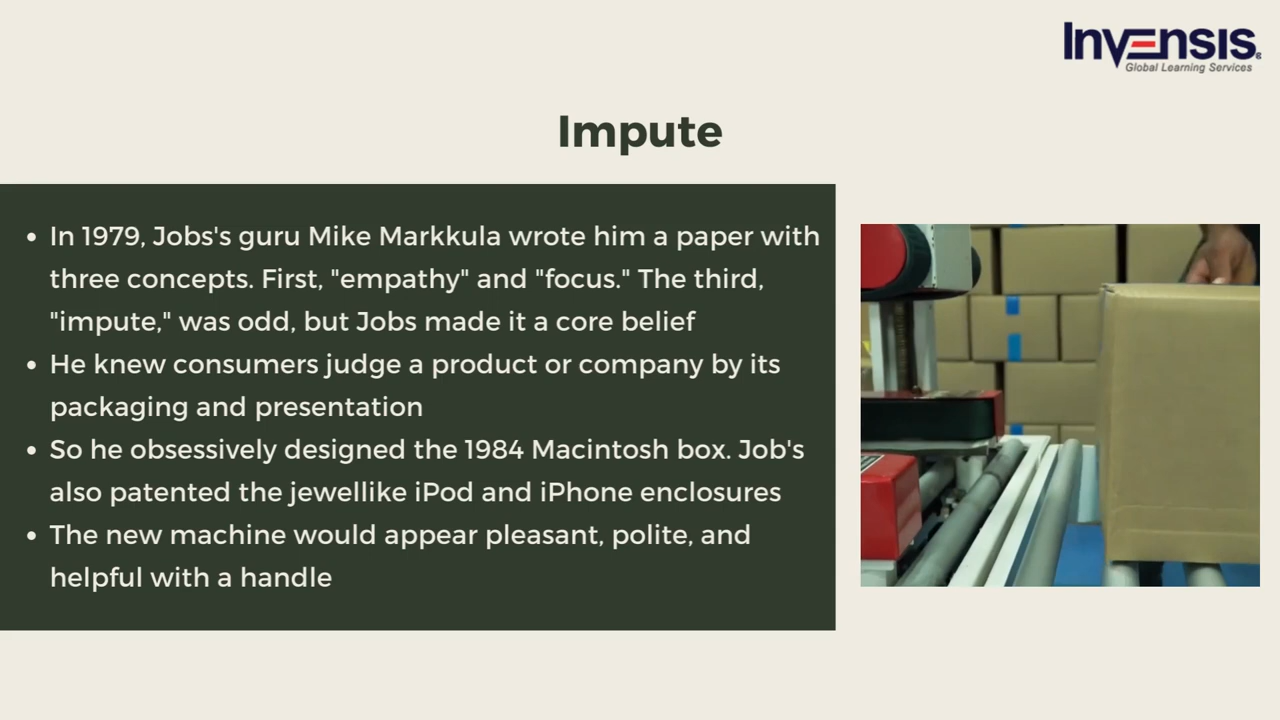 Invensis
Global Learning Services
Impute
• In 1979, Jobs's guru Mike Markkula wrote him a paper with
three concepts. First, "empathy" and "focus." The third,
"impute," was odd, but Jobs made it a core belief
• He knew consumers judge a product or company by its
packaging and presentation
• So he obsessively designed the 1984 Macintosh box. Job's
also patented the jewellike iPod and iPhone enclosures
• The new machine would appear pleasant, polite, and
helpful with a handle